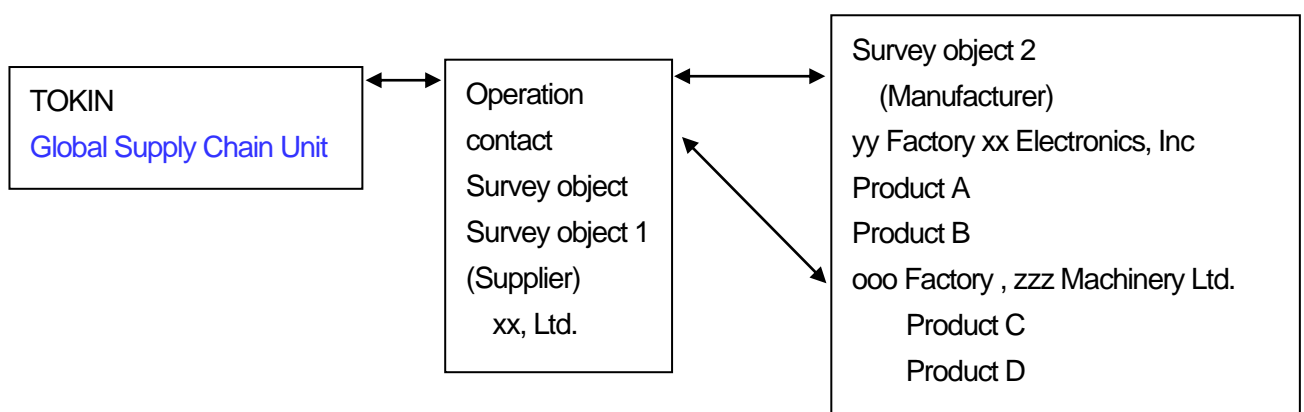 TOKIN
Global Supply Chain Unit
Operation
contact
Survey object
Survey object 1
(Supplier)
xx, Ltd.
Survey object 2
(Manufacturer)
yy Factory xx Electronics, Inc
Product A
Product B
ooo Factory , zzz Machinery Ltd.
Product C
Product D